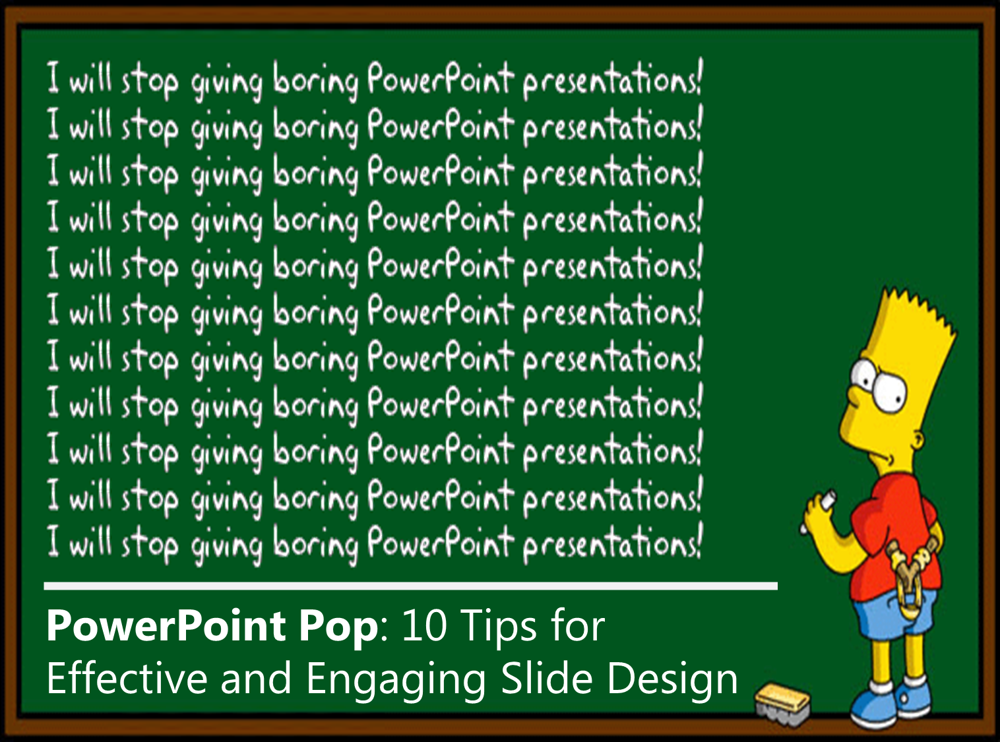 I will stop giving boring PowerPoint presentations!
I will stop giving boring PowerPoint presentations!
I will stop giving boring PowerPoint presentations!
I will stop giving boring PowerPoint presentations!
I will stop giving boring PowerPoint presentations!
I will stop giving boring PowerPoint presentations!
I will stop giving boring PowerPoint presentations!
I will stop giving boring PowerPoint presentations!
I will stop giving boring PowerPoint presentations!
I will stop giving boring PowerPoint presentations!
I will stop giving boring PowerPoint presentations!
PowerPoint Pop: 10 Tips for
Effective and Engaging Slide Design